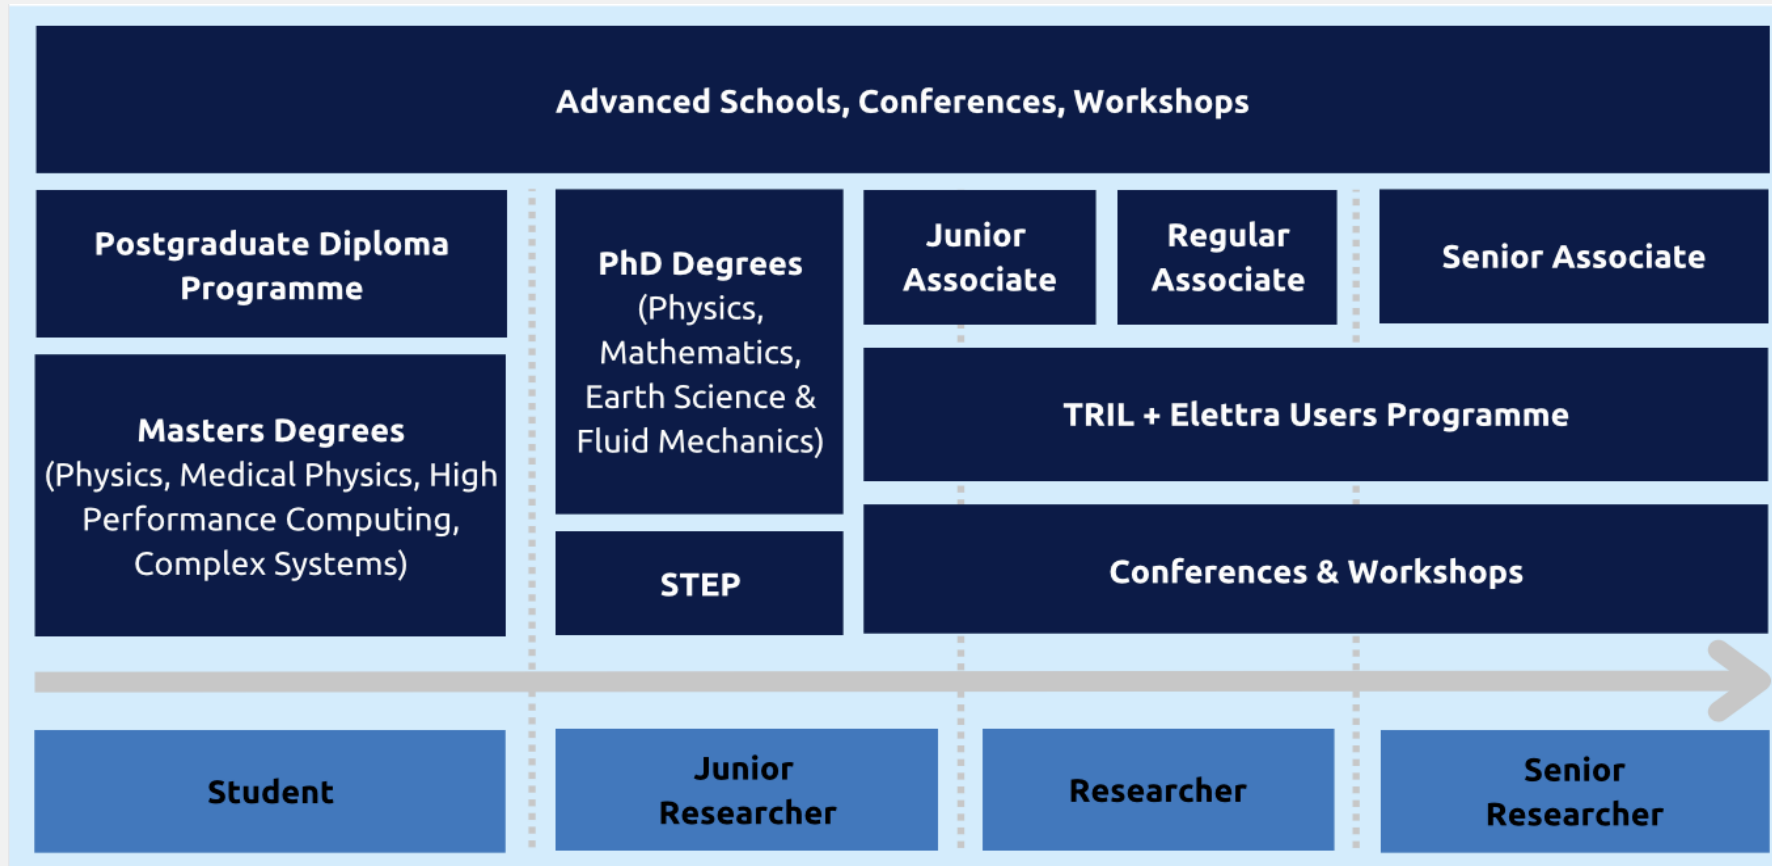 Advanced Schools, Conferences, Workshops
Postgraduate Diploma
Programme
Masters Degrees
(Physics, Medical Physics, High
Performance Computing,
Complex Systems)
PhD Degrees
(Physics,
Mathematics,
Earth Science &
Fluid Mechanics)
STEP
Junior
Associate
Regular
Associate
Senior Associate
TRIL + Elettra Users Programme
Conferences & Workshops
Student
Junior
Researcher
Researcher
Senior
Researcher